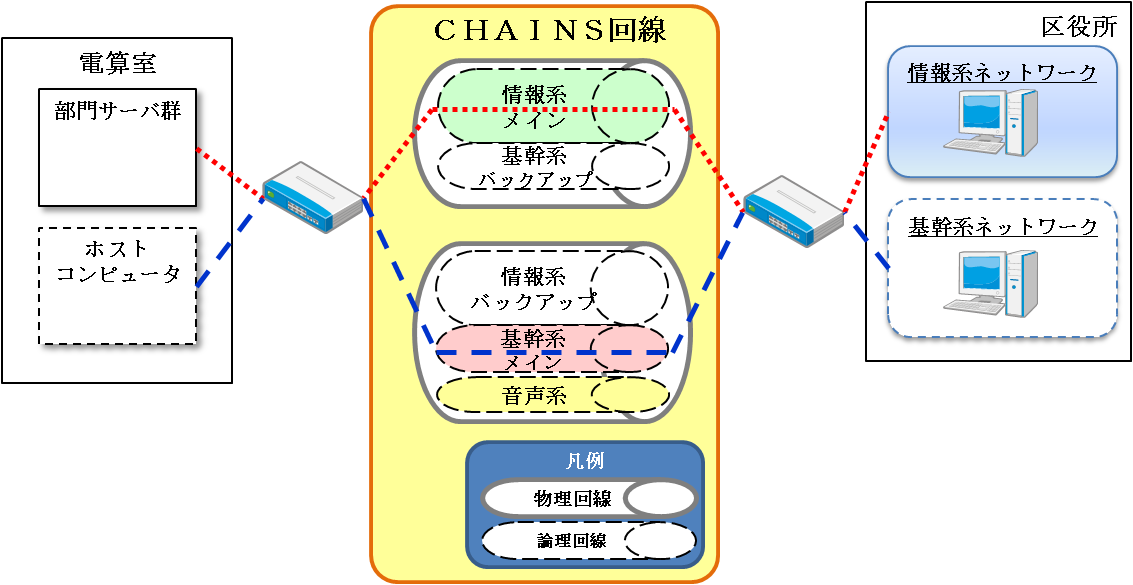 電算室
部門サーバ群
ホスト
コンピュータ
ＣＨＡＩＮＳ回線
情報系
メイン
基幹系
バックアップ
情報系
バックアップ
基幹系
メイン
音声系
凡例
物理回線
論理回線
区役所
情報系ネットワーク
基幹系ネットワーク